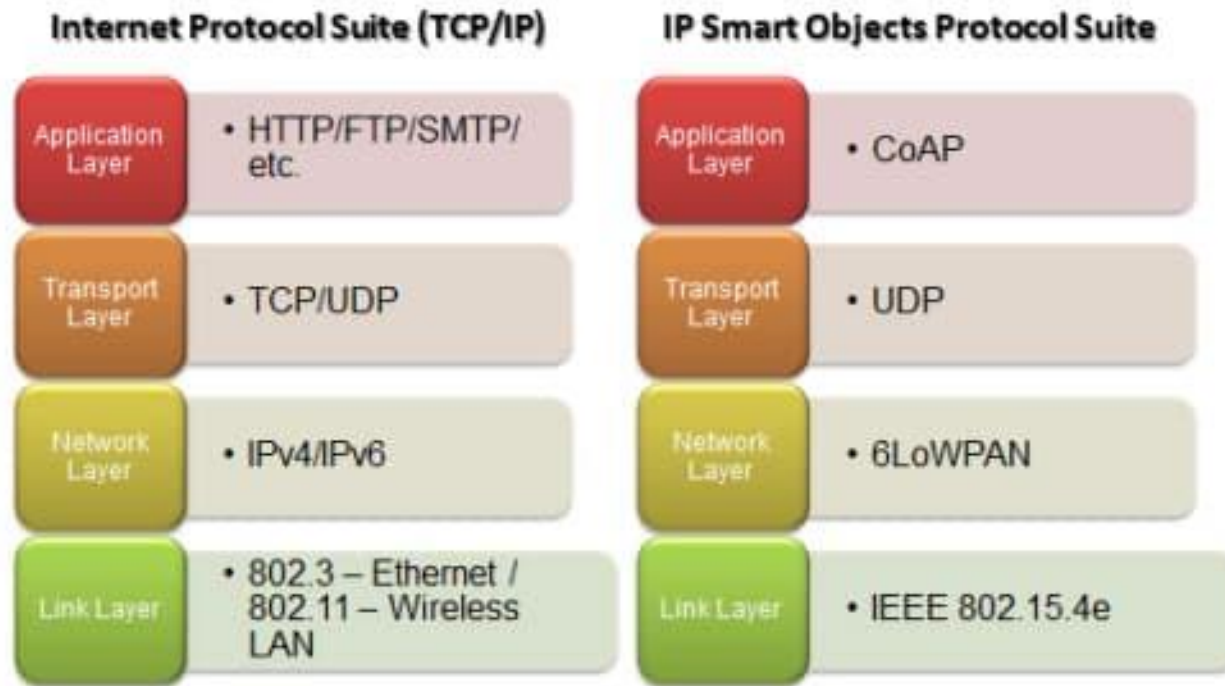 Internet Protocol Suite (TCP/IP)
Application
Layer
• HTTP/FTP/SMTP/
etc.
Transport
Layer
• TCP/UDP
Network
Layer
• IPv4/IPv6
Link Layer
• 802.3 – Ethernet /
802.11 – Wireless
LAN
IP Smart Objects Protocol Suite
Application
Layer
• CoAP
Transport
Layer
• UDP
Network
Layer
• 6LoWPAN
Link Layer
• IEEE 802.15.4e